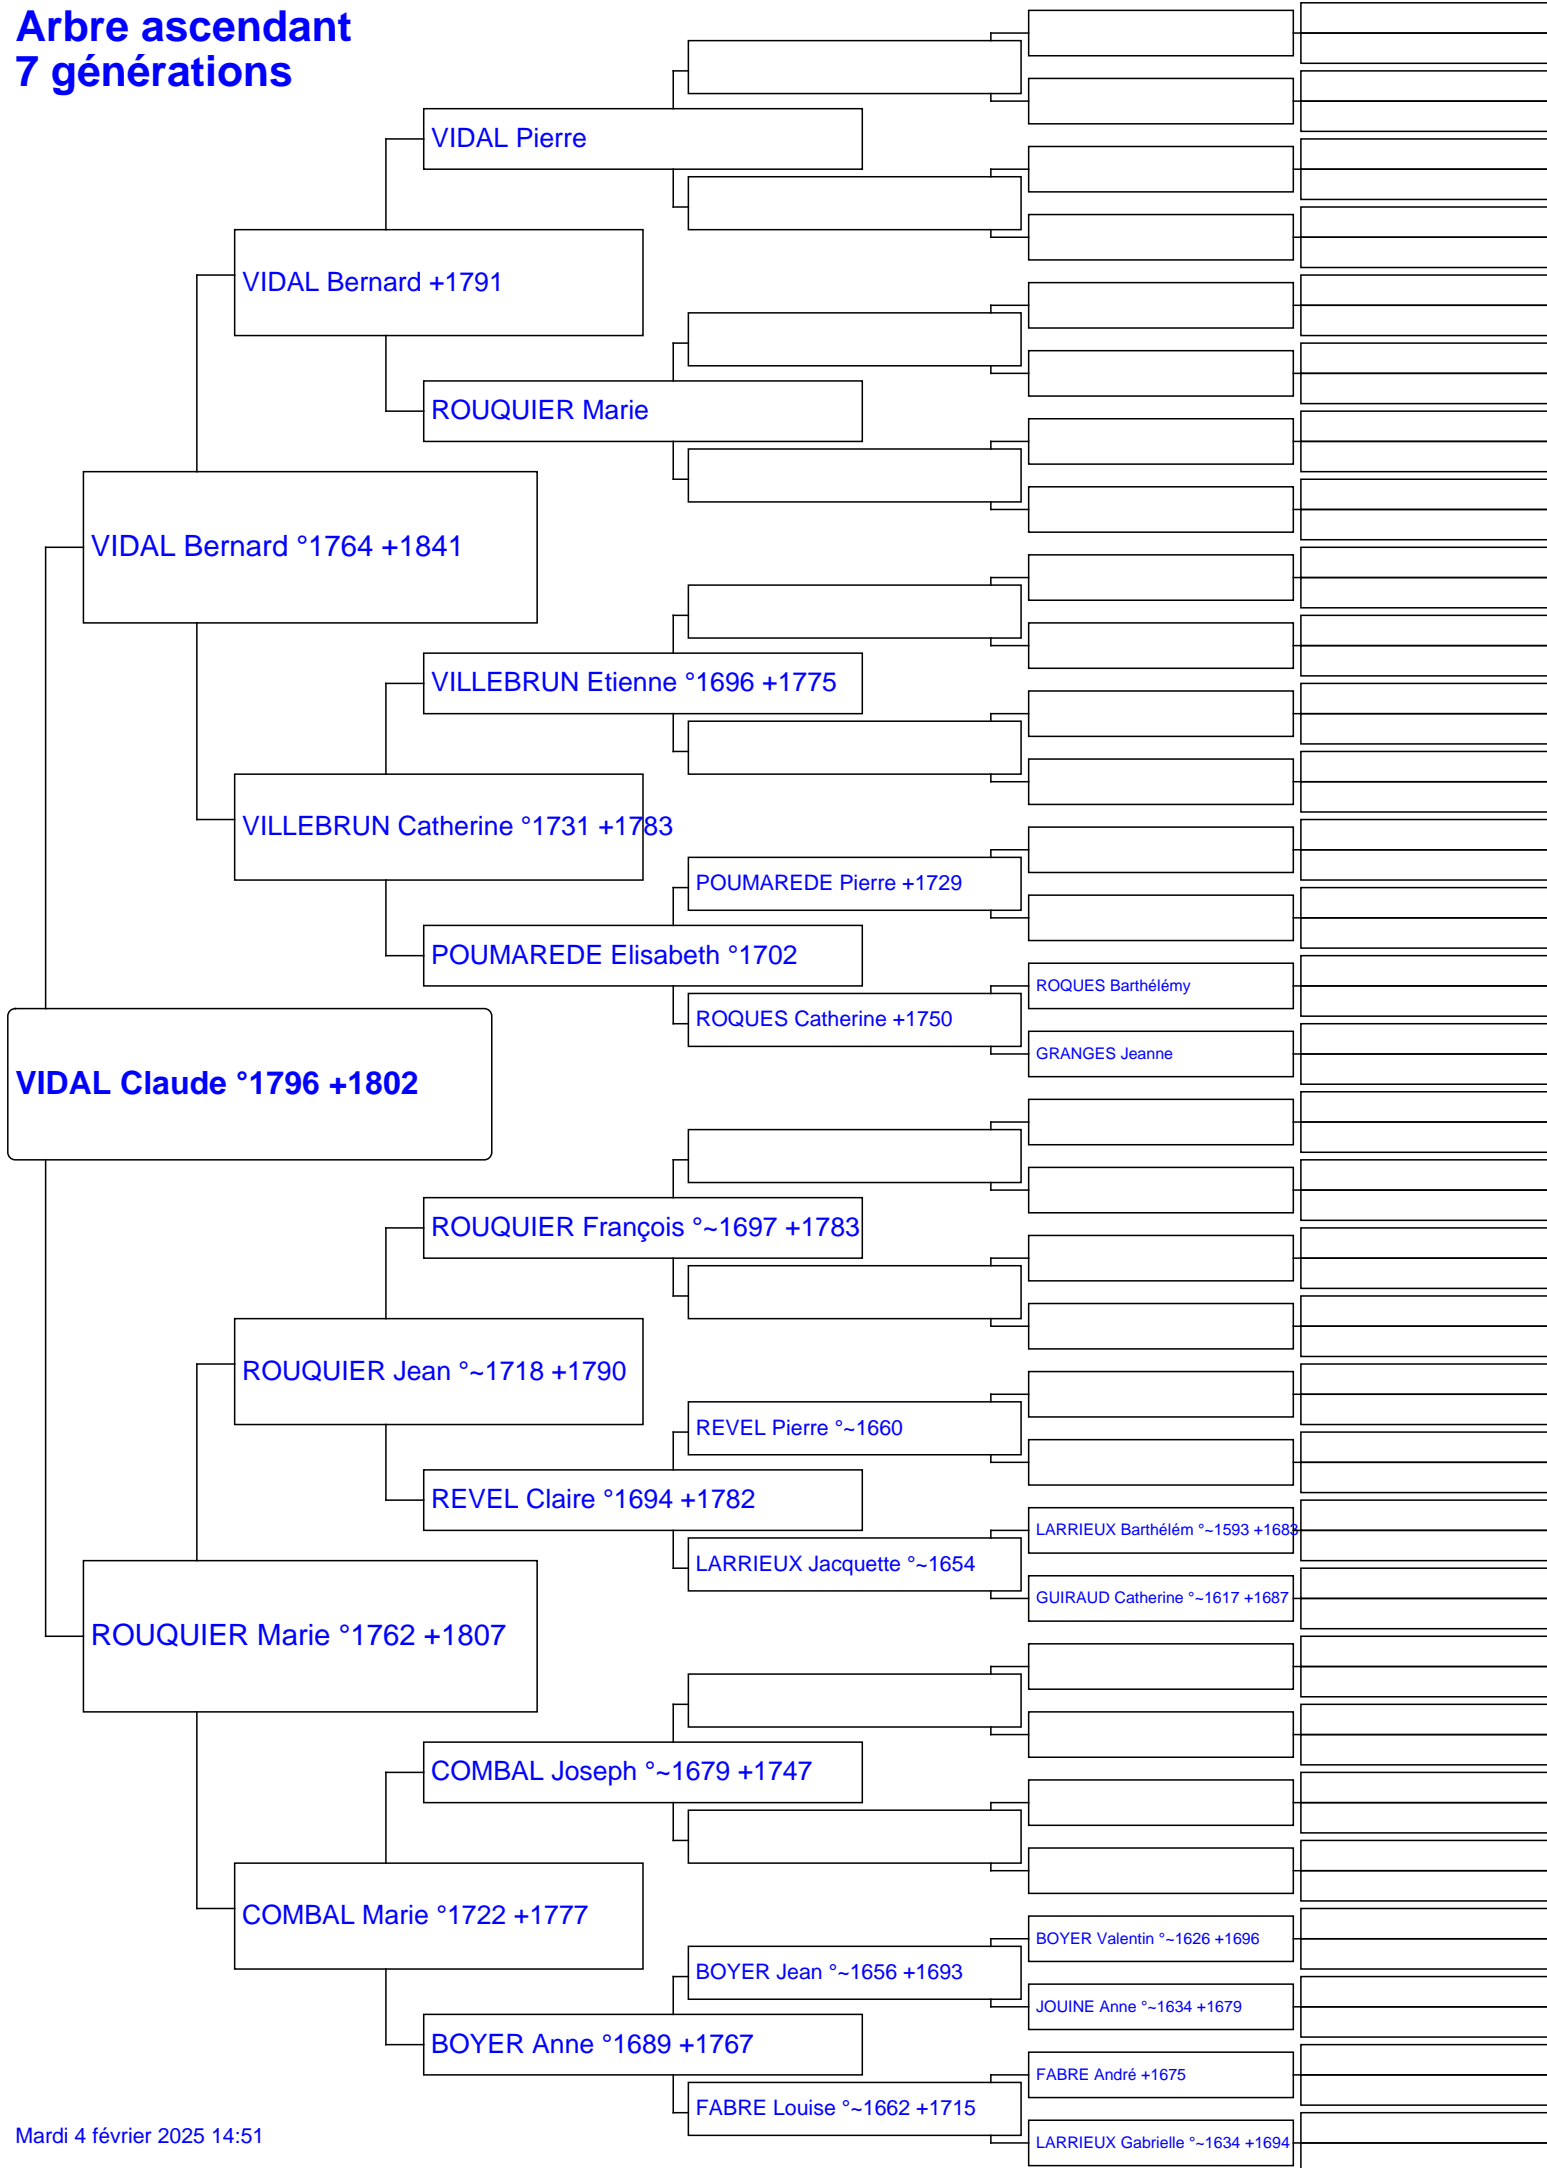 Arbre ascendant
7 générations
VIDAL Pierre
VIDAL Bernard +1791
ROUQUIER Marie
VIDAL Bernard °1764 +1841
VILLEBRUN Etienne °1696 +1775
VILLEBRUN Catherine °1731 +1783
POUMAREDE Pierre +1729
POUMAREDE Elisabeth °1702
ROQUES Barthélémy
ROQUES Catherine +1750
GRANGES Jeanne
VIDAL Claude °1796 +1802
ROUQUIER François °~1697 +1783
ROUQUIER Jean °~1718 +1790
REVEL Pierre °~1660
REVEL Claire °1694 +1782
LARRIEUX Barthélém °~1593 +1683
LARRIEUX Jacquette °~1654
GUIRAUD Catherine °~1617 +1687
ROUQUIER Marie °1762 +1807
COMBAL Joseph °~1679 +1747
COMBAL Marie °1722 +1777
BOYER Valentin °~1626 +1696
BOYER Jean °~1656 +1693
JOUINE Anne °~1634 +1679
BOYER Anne °1689 +1767
FABRE André +1675
FABRE Louise °~1662 +1715
LARRIEUX Gabrielle °~1634 +1694
Mardi 4 février 2025 14:51